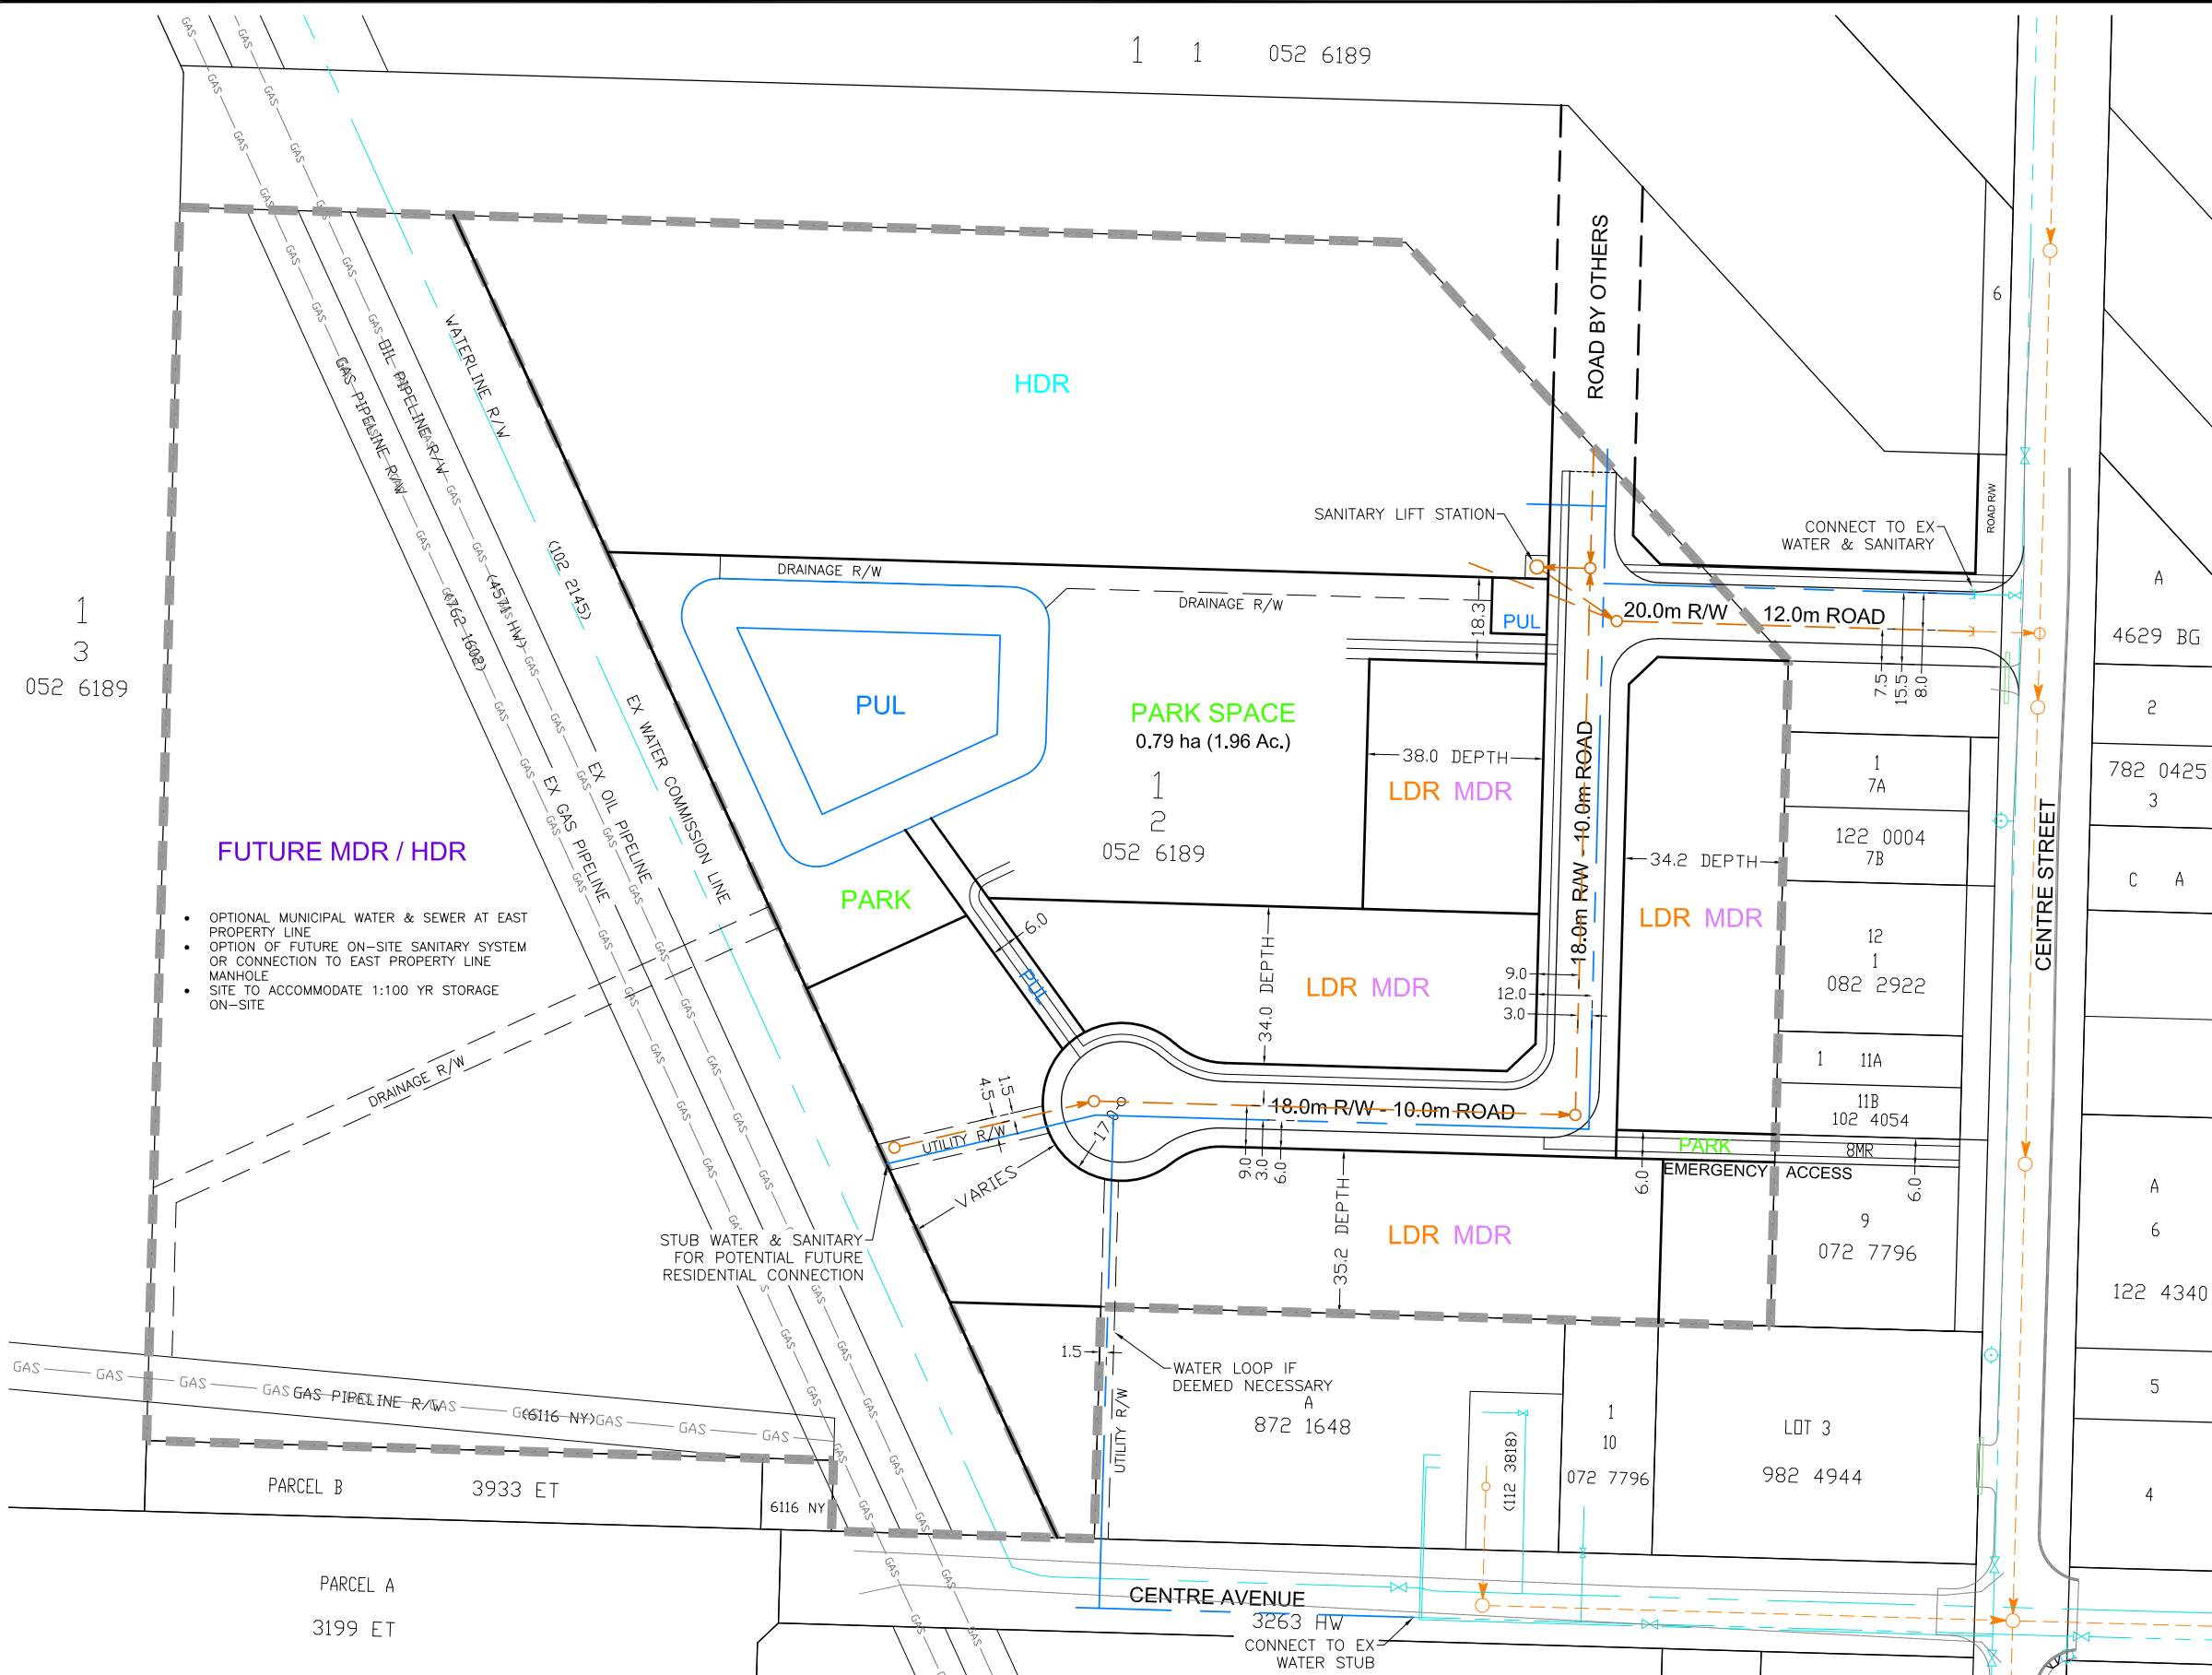 1 1 052 6189
ROAD BY OTHERS
6
HDR
WATERLINE R/W
(102 2145)
OIL PIPELINE R/W
(4571 HW)
GAS PIPELINE R/W
(762 1602)
GAS
SANITARY LIFT STATION
CONNECT TO EX
WATER & SANITARY
ROAD R/W
DRAINAGE R/W
DRAINAGE R/W
18.3
PUL
20.0m R/W 12.0m ROAD
7.5
15.5
8.0
A
4629 BG
2
782 0425
3
C A
1
3
052 6189
EX WATER COMMISSION LINE
EX OIL PIPELINE
EX GAS PIPELINE
PUL
PARK SPACE
0.79 ha (1.96 Ac.)
1
2
052 6189
38.0 DEPTH
LDR MDR
18.0m R/W - 10.0m ROAD
34.2 DEPTH
LDR MDR
1
7A
122 0004
7B
12
1
082 2922
1 11A
11B
102 4054
8MR
CENTRE STREET
FUTURE MDR / HDR
• OPTIONAL MUNICIPAL WATER & SEWER AT EAST
PROPERTY LINE
• OPTION OF FUTURE ON-SITE SANITARY SYSTEM
OR CONNECTION TO EAST PROPERTY LINE
MANHOLE
• SITE TO ACCOMMODATE 1:100 YR STORAGE
ON-SITE
PARK
6.0
PUL
34.0 DEPTH
LDR MDR
9.0
12.0
3.0
DRAINAGE R/W
1.5
4.5
UTILITY R/W
17.0
18.0m R/W - 10.0m ROAD
9.0
3.0
6.0
VARIES
PARK
EMERGENCY ACCESS
6.0
6.0
9
072 7796
A
6
122 4340
STUB WATER & SANITARY
FOR POTENTIAL FUTURE
RESIDENTIAL CONNECTION
35.2 DEPTH
LDR MDR
1.5
WATER LOOP IF
DEEMED NECESSARY
UTILITY R/W
A
872 1648
(112 3818)
1
10
072 7796
LOT 3
982 4944
5
4
GAS PIPELINE R/W (6116 NY)
PARCEL B 3933 ET
6116 NY
PARCEL A
3199 ET
CENTRE AVENUE
3263 HW
CONNECT TO EX
WATER STUB